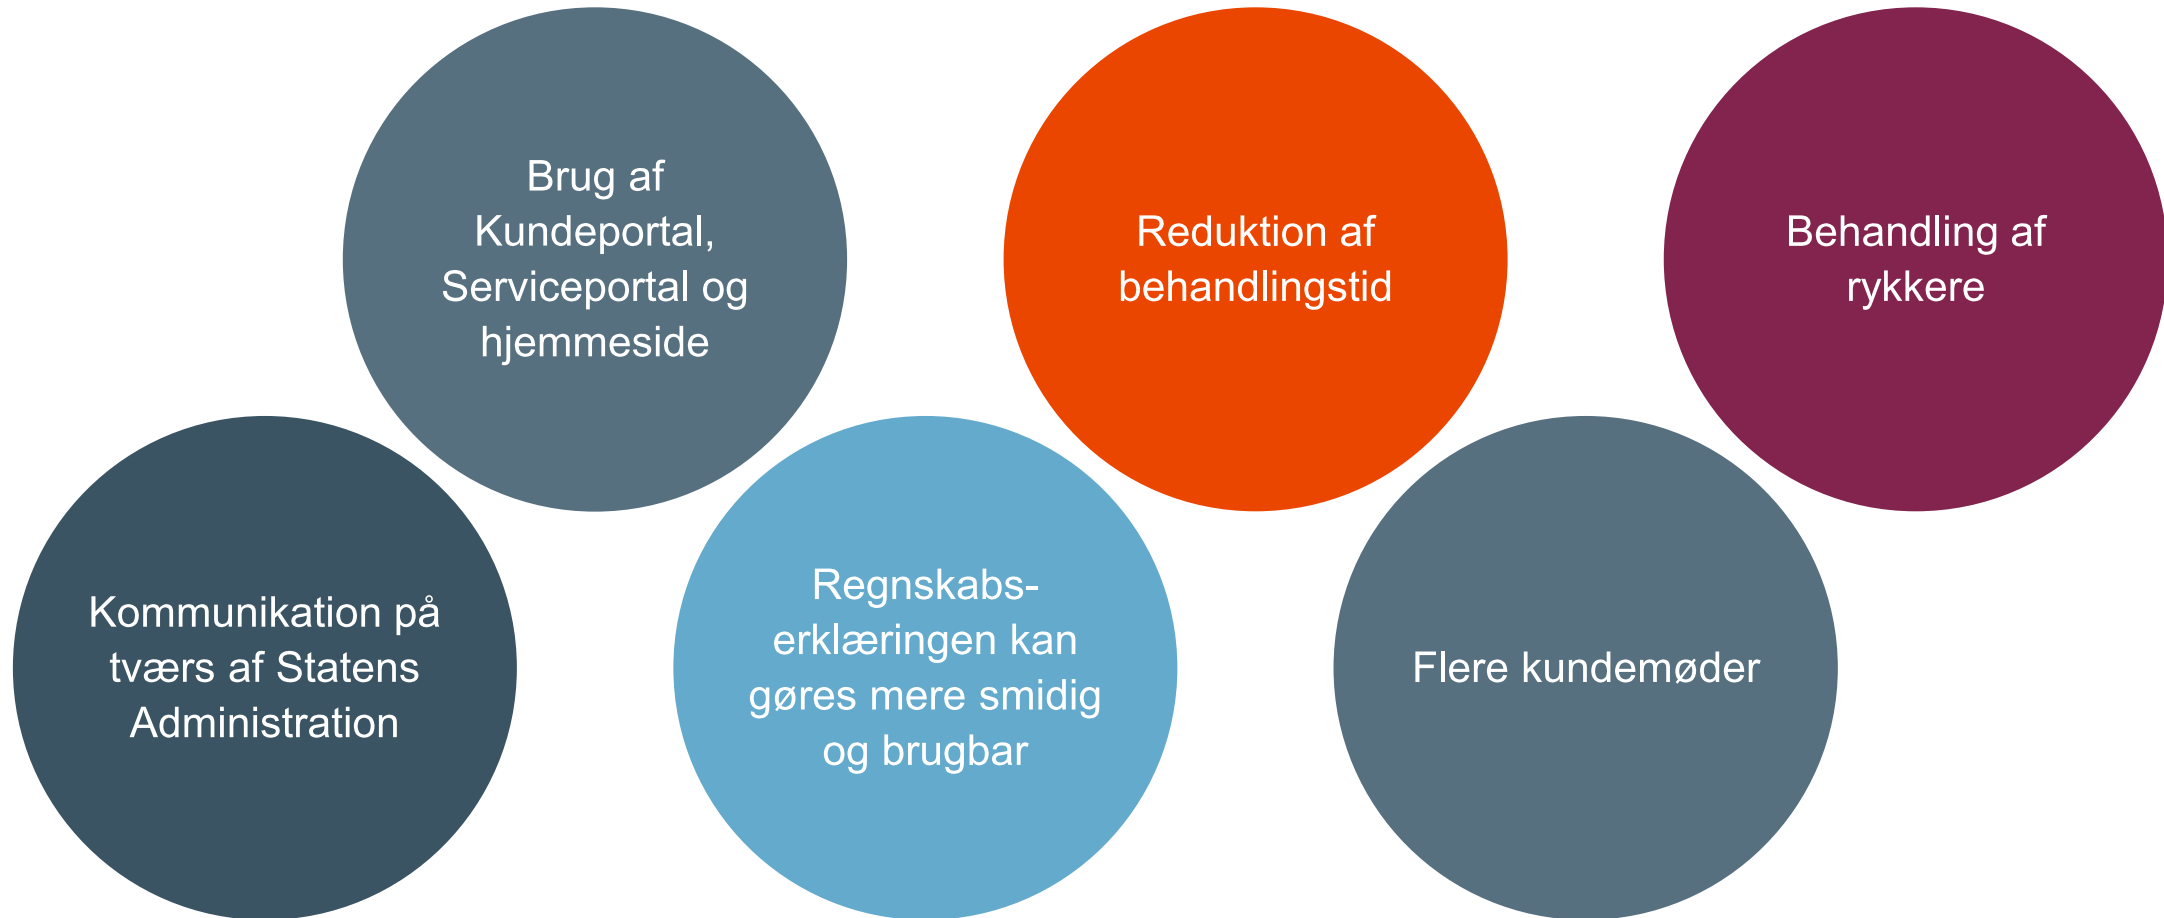 Brug af
Kundeportal,
Serviceportal og
hjemmeside
Reduktion af
behandlingstid
Behandling af
rykkere
Kommunikation på
tværs af Statens
Administration
Regnskabs-
erklæringen kan
gøres mere smidig
og brugbar
Flere kundemøder